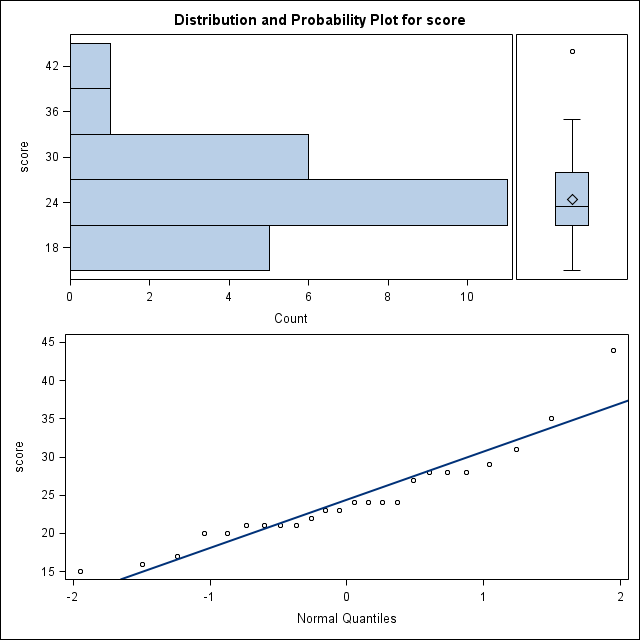 Distribution and Probability Plot for score
42
36
30
24
18
score
0 2 4 6 8 10
Count
45
40
35
30
25
20
15
score
-2 -1 0 1 2
Normal Quantiles